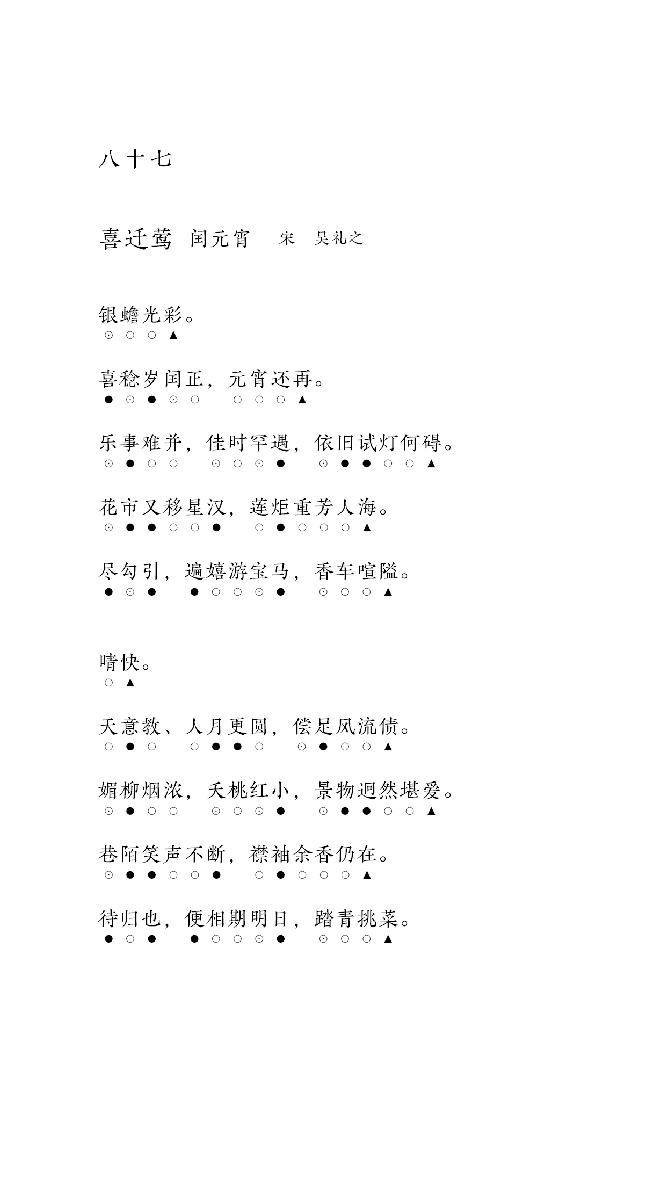 八十七
喜迁莺 闰元宵 宋 吴礼之
银蟾光彩。
⊙ ○ ○ ▲
喜稔岁闰正，元宵还再。
● ⊙ ● ⊙ ○ ○ ○ ○ ▲
乐事难并，佳时罕遇，依旧试灯何碍。
⊙ ● ○ ○ ⊙ ○ ⊙ ● ⊙ ● ● ○ ○ ▲
花市又移星汉，莲炬重芳人海。
⊙ ● ● ○ ○ ● ○ ● ○ ○ ○ ▲
尽勾引，遍嬉游宝马，香车喧隘。
● ⊙ ● ● ○ ○ ⊙ ● ⊙ ○ ○ ▲
晴快。
○ ▲
天意教、人月更圆，偿足风流债。
○ ● ○ ○ ● ● ○ ⊙ ● ○ ○ ▲
媚柳烟浓，夭桃红小，景物迥然堪爱。
⊙ ● ○ ○ ⊙ ○ ⊙ ● ⊙ ● ● ○ ○ ▲
巷陌笑声不断，襟袖余香仍在。
⊙ ● ● ○ ○ ● ○ ● ○ ○ ○ ▲
待归也，便相期明日，踏青挑菜。
● ○ ● ● ○ ○ ⊙ ● ⊙ ○ ○ ▲